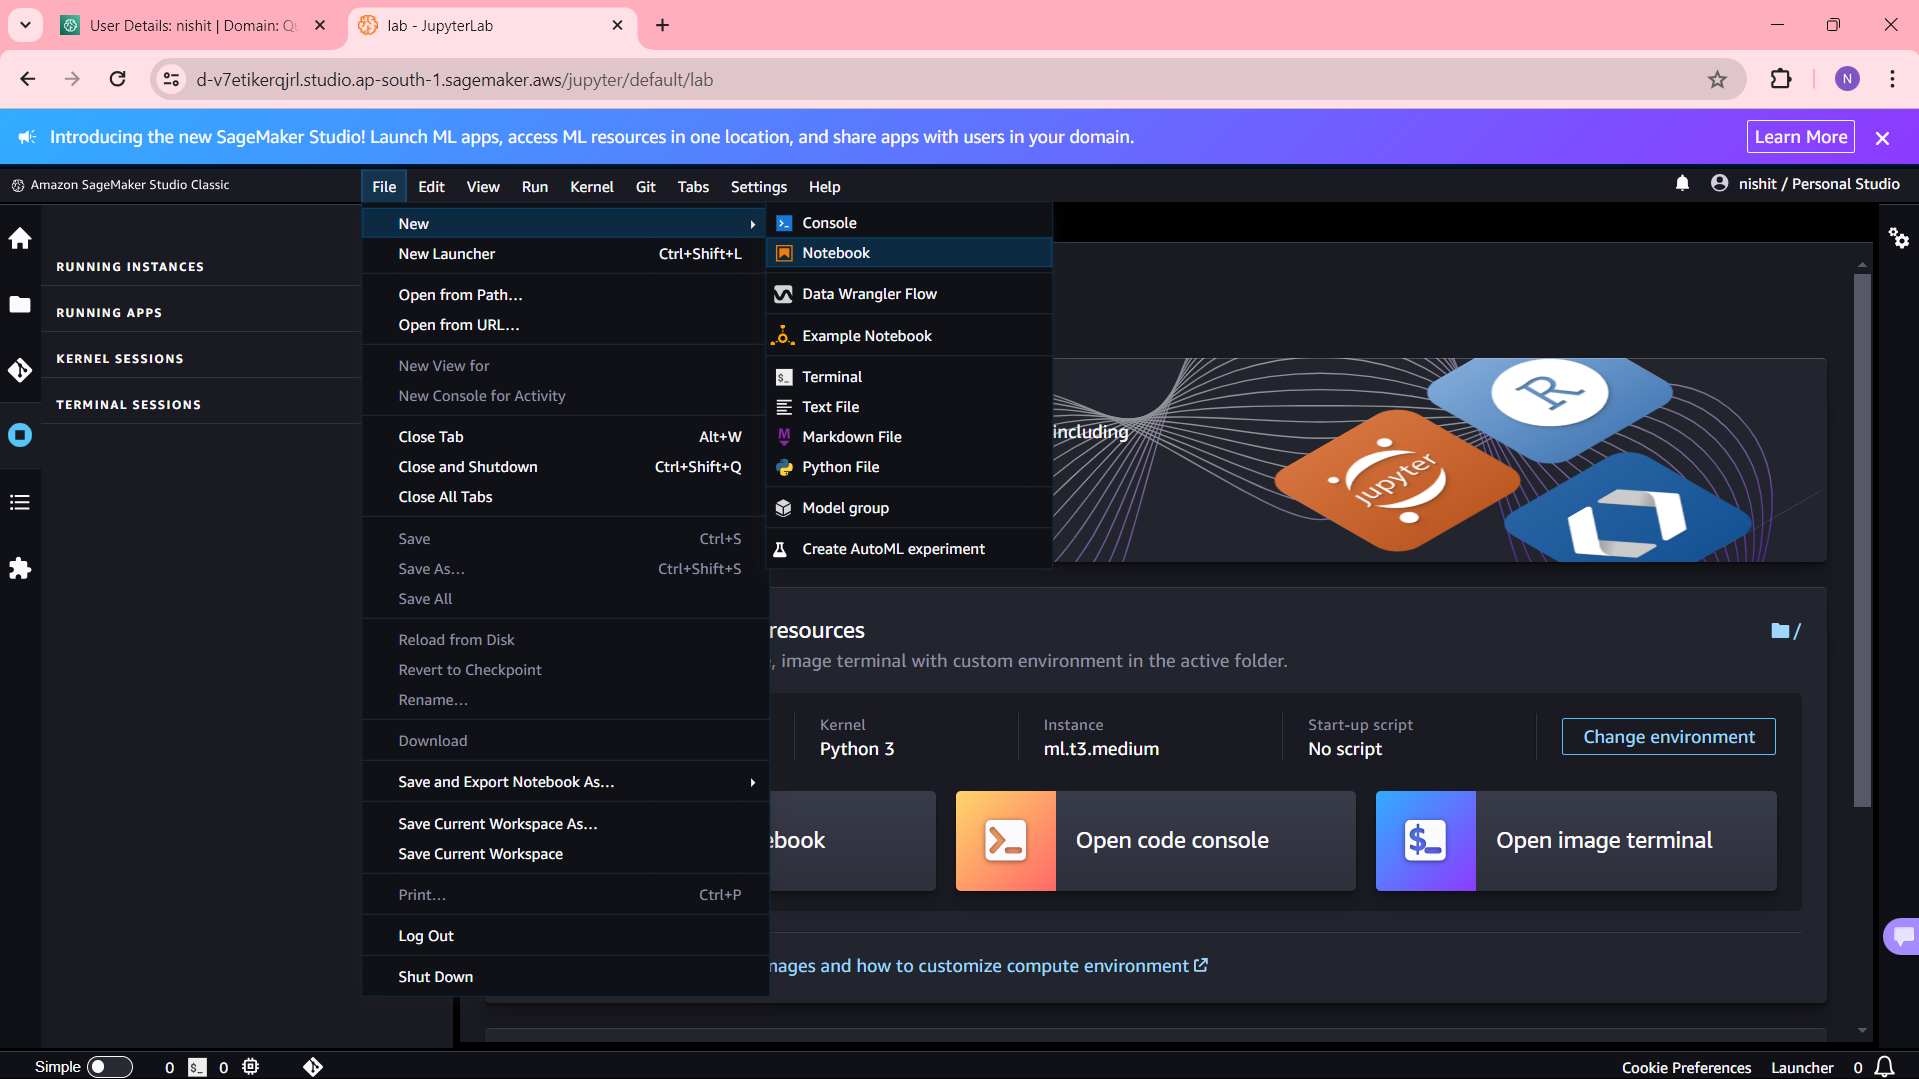 User Details: nishit | Domain: Qu
lab - JupyterLab
d-v7etikerqjrl.studio.ap-south-1.sagemaker.aws/jupyter/default/lab
N
Introducing the new SageMaker Studio! Launch ML apps, access ML resources in one location, and share apps with users in your domain.
Learn More
Amazon SageMaker Studio Classic
File Edit View Run Kernel Git Tabs Settings Help
nishit / Personal Studio
RUNNING INSTANCES
RUNNING APPS
KERNEL SESSIONS
TERMINAL SESSIONS
New
New Launcher Ctrl+Shift+L
Open from Path…
Open from URL…
New View for
New Console for Activity
Close Tab Alt+W
Close and Shutdown Ctrl+Shift+Q
Close All Tabs
Save Ctrl+S
Save As… Ctrl+Shift+S
Save All
Reload from Disk
Revert to Checkpoint
Rename…
Download
Save and Export Notebook As…
Save Current Workspace As…
Save Current Workspace
Print… Ctrl+P
Log Out
Shut Down
Console
Notebook
Data Wrangler Flow
Example Notebook
Terminal
Text File
Markdown File
Python File
Model group
Create AutoML experiment
including
R
jupyter
resources
/
, image terminal with custom environment in the active folder.
Kernel
Python 3
Instance
ml.t3.medium
Start-up script
No script
Change environment
ebook
Open code console
$_
Open image terminal
mages and how to customize compute environment
Simple
0 $_ 0
Cookie Preferences
Launcher
0